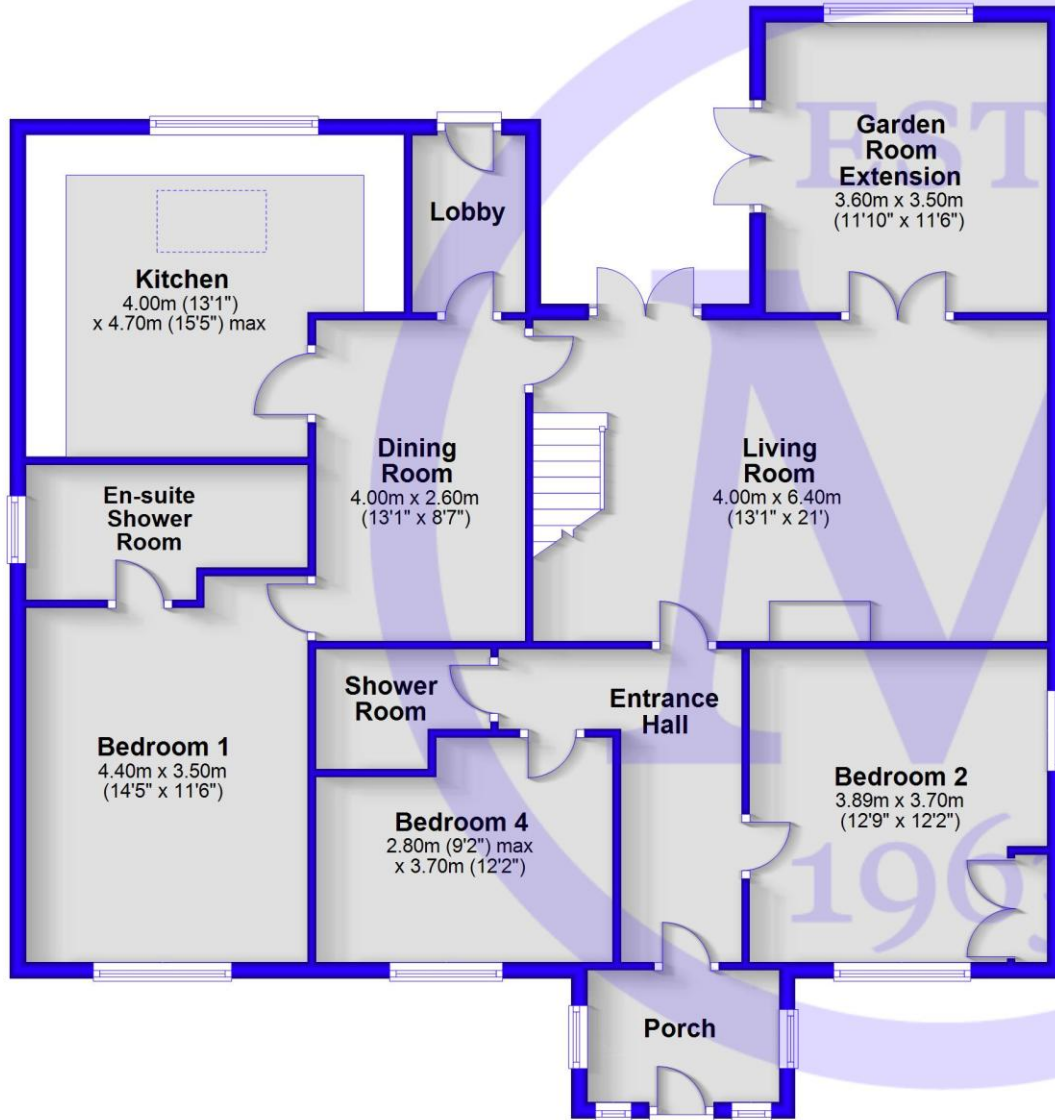 EST
Garden
Room
Extension
3.60m x 3.50m
(11'10" x 11'6")
Lobby
Kitchen
4.00m (13'1")
x 4.70m (15'5") max
Dining
Room
4.00m x 2.60m
(13'1" x 8'7")
Living
Room
4.00m x 6.40m
(13'1" x 21')
En-suite
Shower
Room
M
Shower
Room
Entrance
Hall
Bedroom 1
4.40m x 3.50m
(14'5" x 11'6")
Bedroom 2
3.89m x 3.70m
(12'9" x 12'2")
Bedroom 4
2.80m (9'2") max
x 3.70m (12'2")
1963
Porch